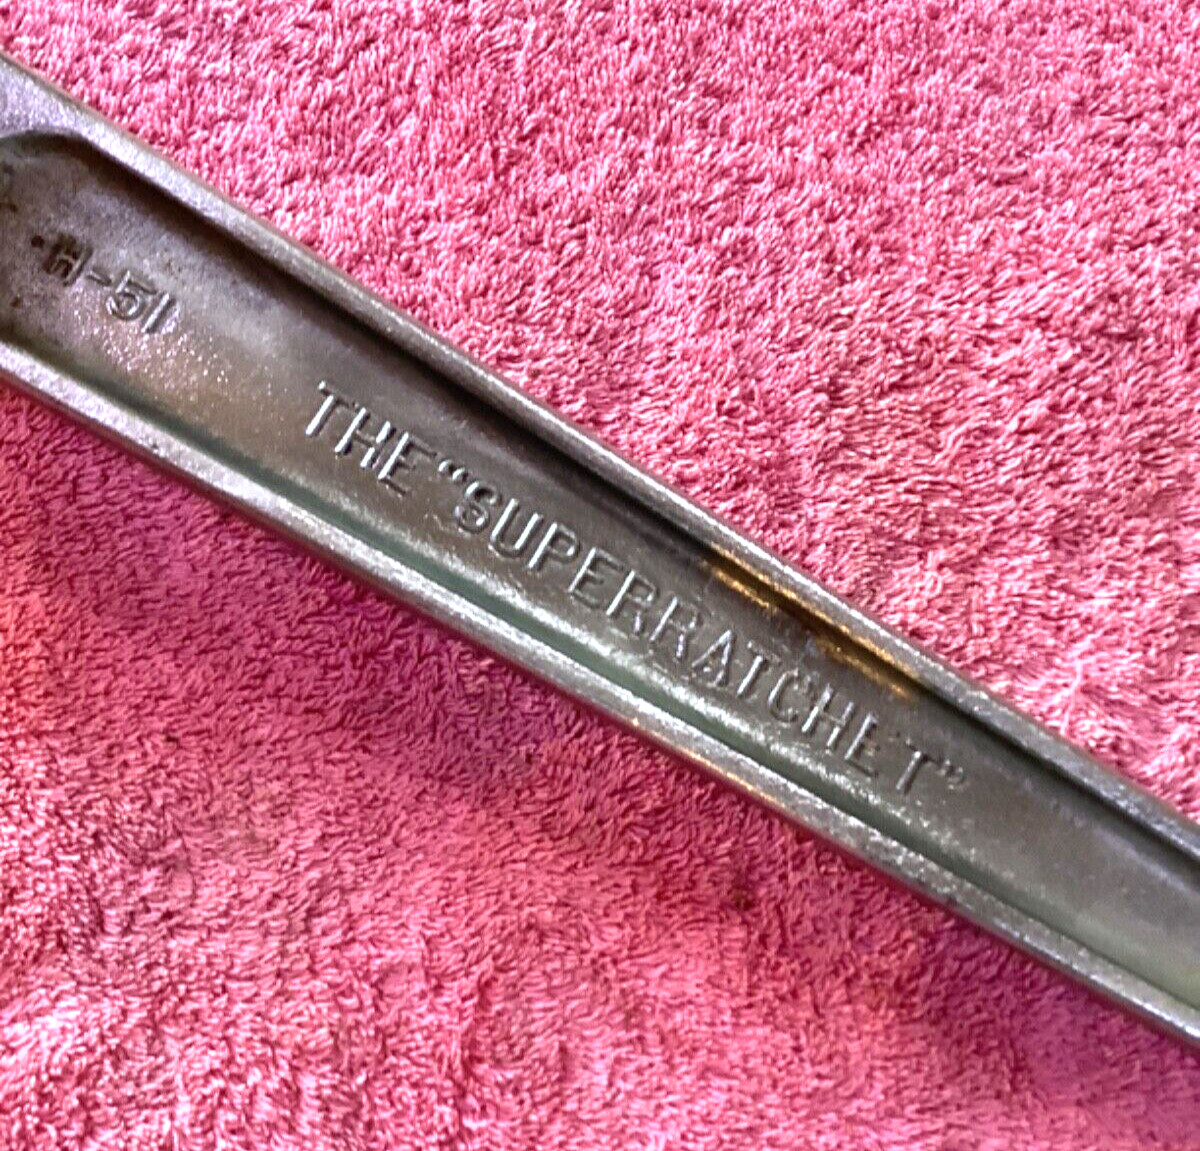 H-51
THE “SUPERRATCHET”